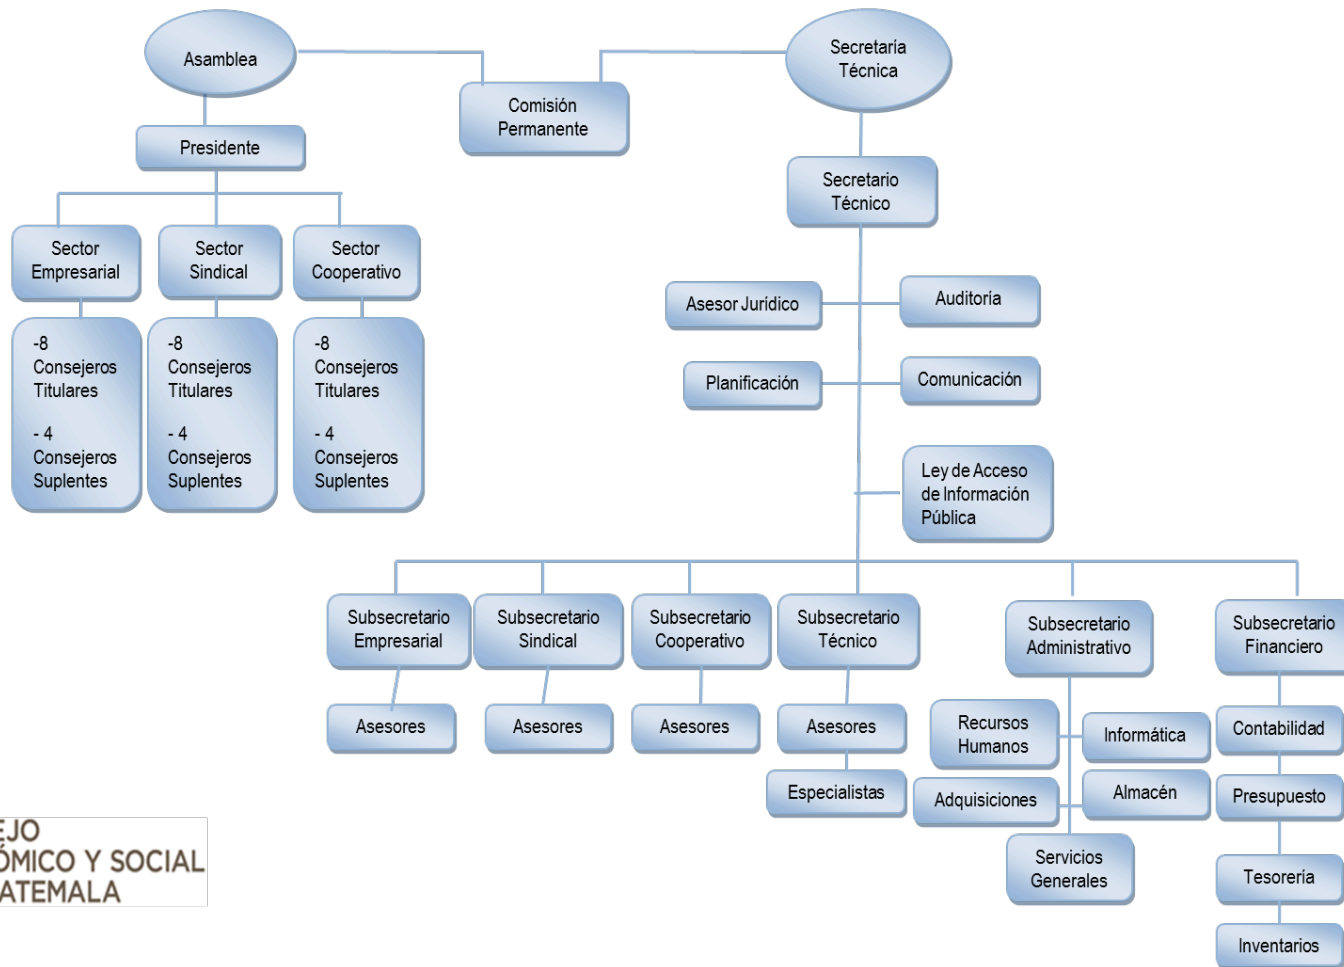 Asamblea
Secretaría
Técnica
Comisión
Permanente
Presidente
Secretario
Técnico
Sector
Empresarial
Sector
Sindical
Sector
Cooperativo
Asesor Jurídico
Auditoría
-8
Consejeros
Titulares
- 4
Consejeros
Suplentes
-8
Consejeros
Titulares
- 4
Consejeros
Suplentes
-8
Consejeros
Titulares
- 4
Consejeros
Suplentes
Planificación
Comunicación
Ley de Acceso
de Información
Pública
Subsecretario
Empresarial
Subsecretario
Sindical
Subsecretario
Cooperativo
Subsecretario
Técnico
Subsecretario
Administrativo
Subsecretario
Financiero
Asesores
Asesores
Asesores
Asesores
Especialistas
Recursos
Humanos
Informática
Adquisiciones
Almacén
Servicios
Generales
Contabilidad
Presupuesto
Tesorería
Inventarios
EJO
ÓMICO Y SOCIAL
ATEMALA